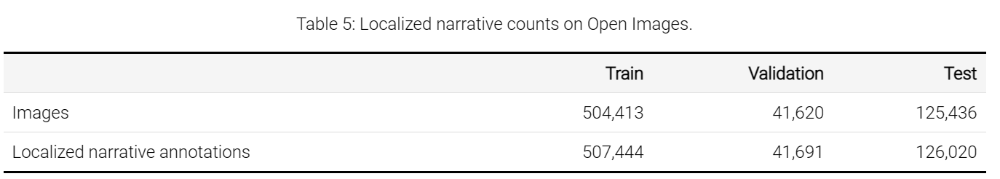 Table 5: Localized narrative counts on Open Images.
Train Validation Test
Images 504,413 41,620 125,436
Localized narrative annotations 507,444 41,691 126,020